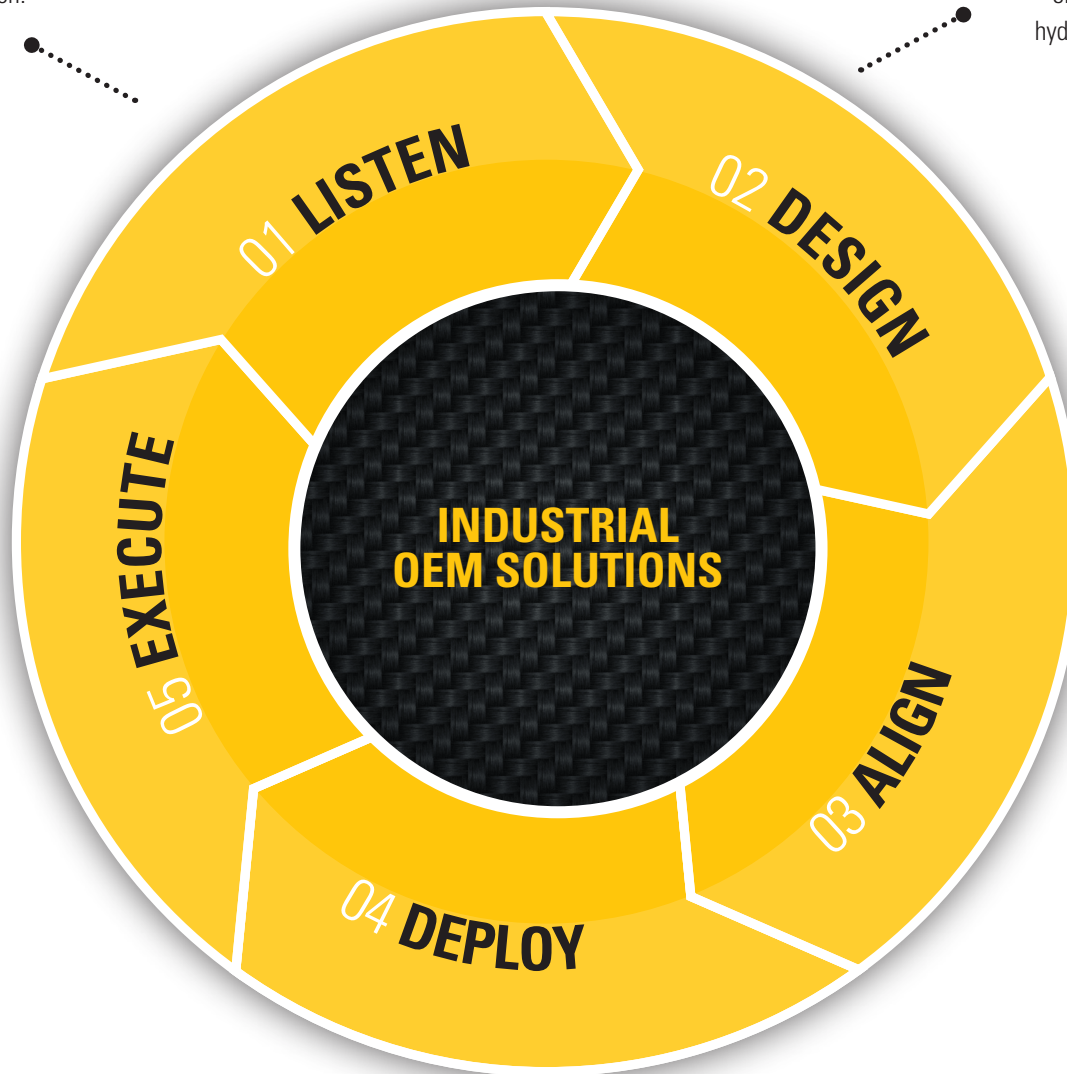 01 LISTEN
02 DESIGN
03 ALIGN
04 DEPLOY
05 EXECUTE
INDUSTRIAL
OEM SOLUTIONS